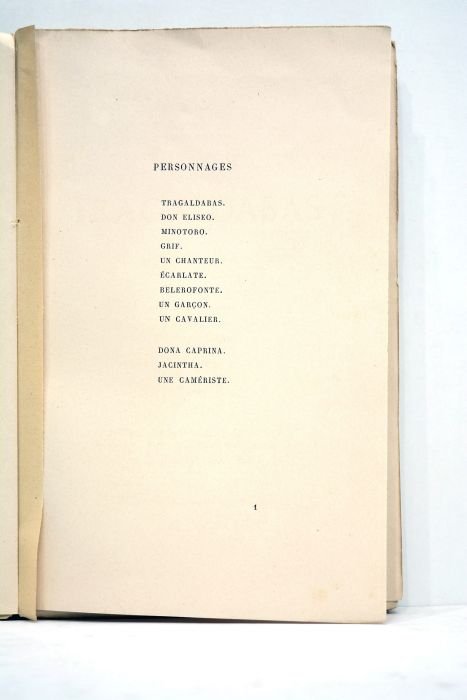 PERSONNAGES
TRAGALDABAS.
DON ELISEO.
MINOTORO.
GRIF.
UN CHANTEUR.
ÉCARLATE.
BELEROFONTE.
UN GARÇON.
UN CAVALIER.
DONA CAPRINA.
JACINTHA.
UNE CAMÉRISTE.
1